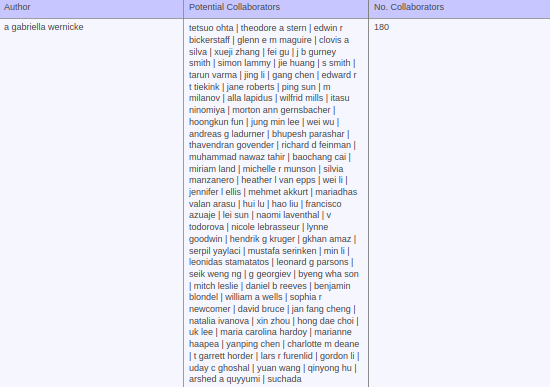 Author
Potential Collaborators
No. Collaborators
a gabriella wernicke
tetsuo ohta | theodore a stern | edwin r
bickerstaff | glenn e m maguire | clovis a
silva | xueji zhang | fei gu | j b gurney
smith | simon lammy | jie huang | s smith |
tarun varma | jing li | gang chen | edward r
t tiekink | jane roberts | ping sun | m
milanov | alla lapidus | wilfrid mills | itasu
ninomiya | morton ann gernsbacher |
hoongkun fun | jung min lee | wei wu |
andreas g ladurner | bhupesh parashar |
thavendran govender | richard d feinman |
muhammad nawaz tahir | baochang cai |
miriam land | michelle r munson | silvia
manzanero | heather l van epps | wei li |
jennifer l ellis | mehmet akkurt | mariadhas
valan arasu | hui lu | hao liu | francisco
azuaje | lei sun | naomi laventhal | v
todorova | nicole lebrasseur | lynne
goodwin | hendrik g kruger | gkhan amaz |
serpil yaylaci | mustafa serinken | min li |
leonidas stamatatos | leonard g parsons |
seik weng ng | g georgiev | byeng wha son
| mitch leslie | daniel b reeves | benjamin
blondel | william a wells | sophia r
newcomer | david bruce | jan fang cheng |
natalia ivanova | xin zhou | hong dae choi |
uk lee | maria carolina hardoy | marianne
haapea | yanping chen | charlotte m deane
| t garrett horder | lars r furenlid | gordon li |
uday c ghoshal | yuan wang | qinyong hu |
arshed a quyyumi | suchada
180